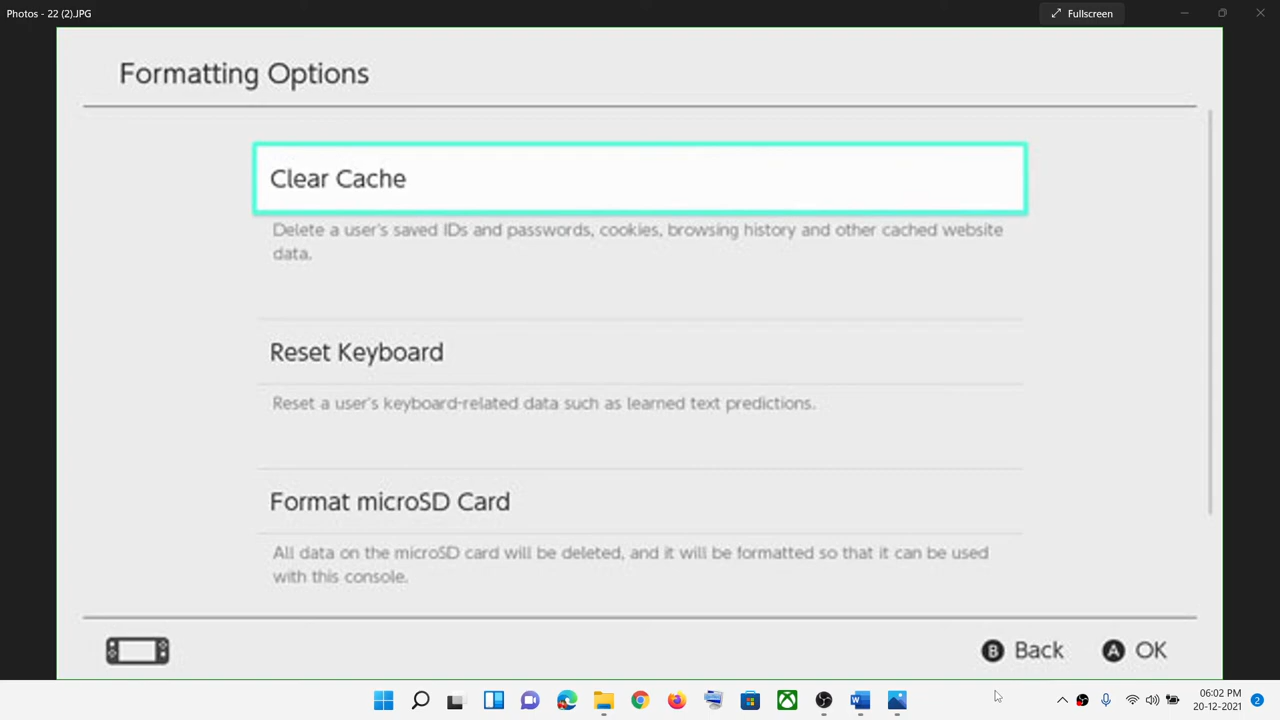 Photos - 22 (2).JPG
Fullscreen
Formatting Options
Clear Cache
Delete a user's saved IDs and passwords, cookies, browsing history and other cached website
data.
Reset Keyboard
Reset a user's keyboard-related data such as learned text predictions.
Format microSD Card
All data on the microSD card will be deleted, and it will be formatted so that it can be used
with this console.
B Back A OK
06:02 PM
20-12-2021
2